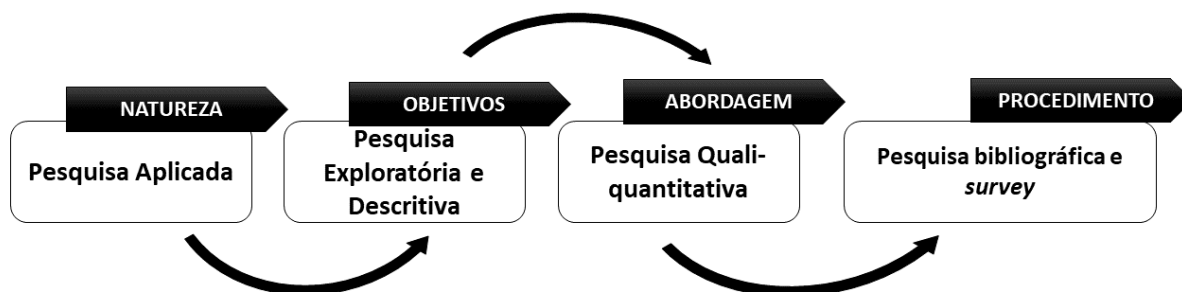 NATUREZA
Pesquisa Aplicada
OBJETIVOS
Pesquisa
Exploratória e
Descritiva
ABORDAGEM
Pesquisa Quali-
quantitativa
PROCEDIMENTO
Pesquisa bibliográfica e
survey